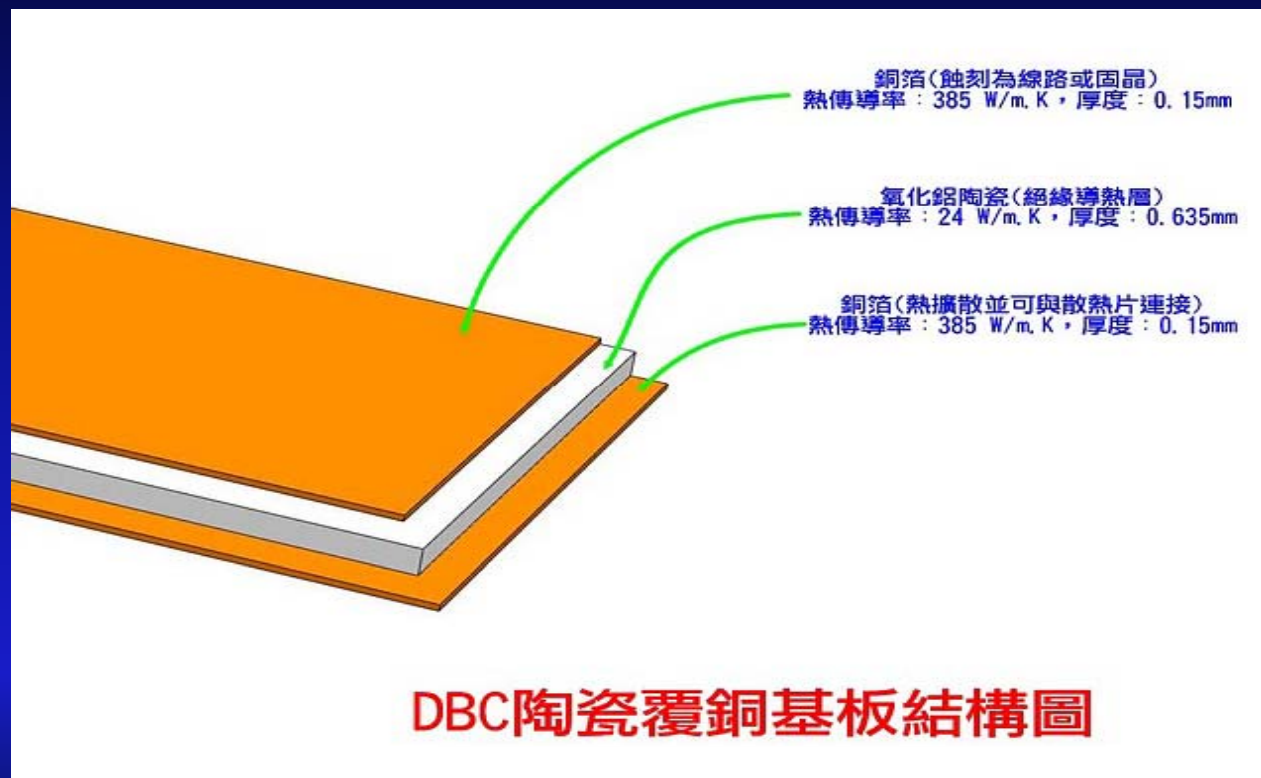 銅箔(蝕刻為線路或固晶)
熱傳導率：385 W/m.K，厚度：0.15mm
氧化鋁陶瓷(絕緣導熱層)
熱傳導率：24 W/m.K，厚度：0.635mm
銅箔(熱擴散並可與散熱片連接)
熱傳導率：385 W/m.K，厚度：0.15mm
DBC陶瓷覆銅基板結構圖